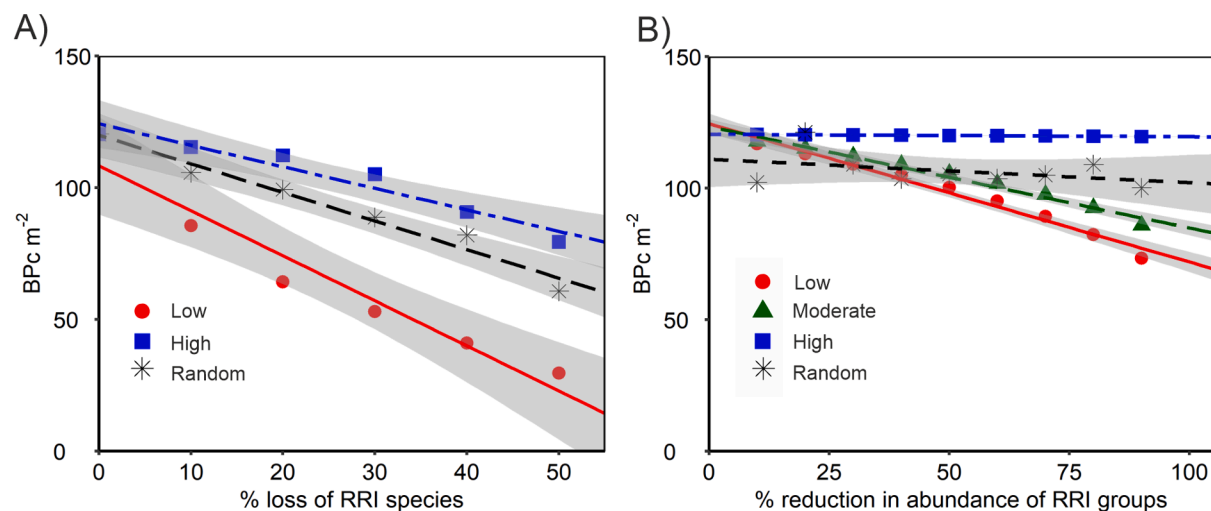 A)
150
100
50
0
BPc m-2
0 10 20 30 40 50
% loss of RRI species
Low
High
Random
B)
150
100
50
0
BPc m-2
0 25 50 75 100
% reduction in abundance of RRI groups
Low
Moderate
High
Random